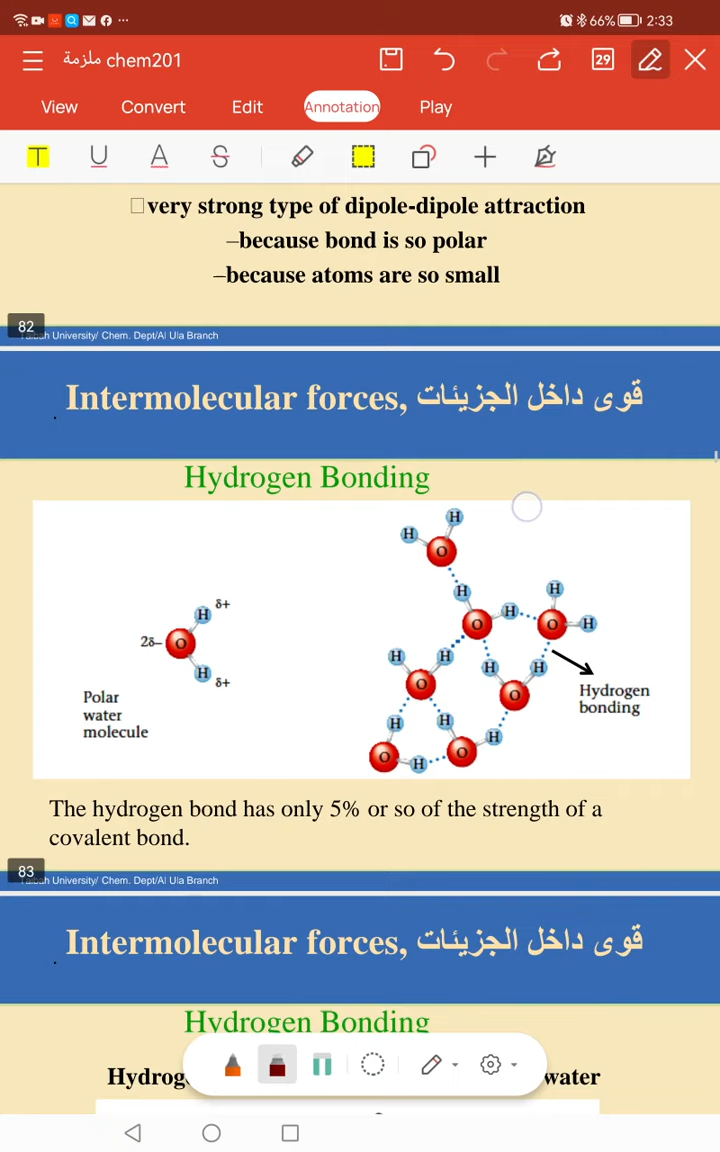 66% 2:33
ملزمة chem201
29
View Convert Edit Annotation Play
T U A S
very strong type of dipole-dipole attraction
–because bond is so polar
–because atoms are so small
82
University/ Chem. Dept/Al Ula Branch
Intermolecular forces, قوى داخل الجزيئات
.
Hydrogen Bonding
H
H
O
H
δ+
H
O
H
H
2δ–
O
O
H
O
H
H
H
H
H
H
δ+
O
O
Polar
water
molecule
Hydrogen
bonding
H
H
H
O
H
O
The hydrogen bond has only 5% or so of the strength of a
covalent bond.
83
University/ Chem. Dept/Al Ula Branch
Intermolecular forces, قوى داخل الجزيئات
.
Hydrogen Bonding
water